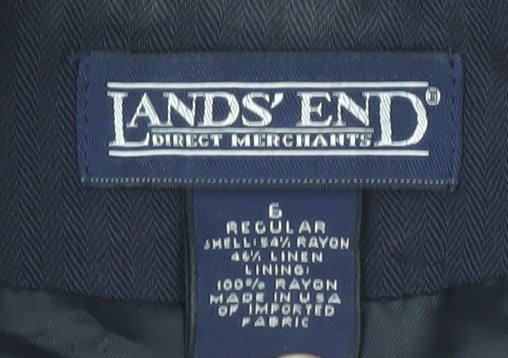 LANDS' END®
DIRECT MERCHANTS
6
REGULAR
SHELL: 54% RAYON
46% LINEN
LINING:
100% RAYON
MADE IN USA
OF IMPORTED
FABRIC